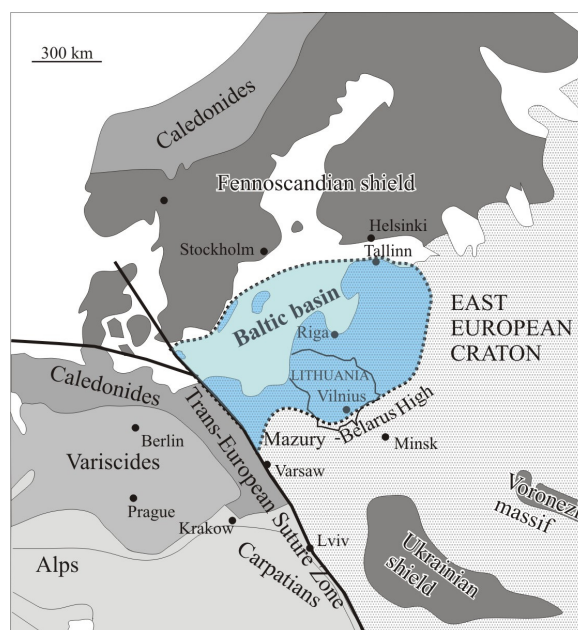 300 km
Caledonides
Fennoscandian shield
Helsinki
Stockholm
Tallinn
Baltic basin
EAST
EUROPEAN
CRATON
Riga
LITHUANIA
Vilnius
Caledonides
Trans-European Suture Zone
Mazury -Belarus High
Berlin
Minsk
Variscides
Varsaw
Prague
Krakow
Voronezh
massif
Lviv
Ukrainian
shield
Alps
Carpatians